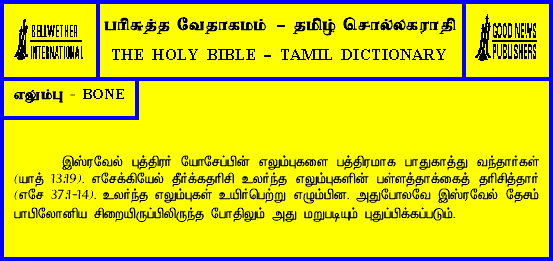 BELLWETHER
INTERNATIONAL
பரிசுத்த வேதாகமம் – தமிழ் சொல்லகராதி
THE HOLY BIBLE – TAMIL DICTIONARY
GOOD NEWS
PUBLISHERS
எலும்பு - BONE
இஸ்ரவேல் புத்திரர் யோசேப்பின் எலும்புகளை பத்திரமாக பாதுகாத்து வந்தார்கள்
(யாத் 13:19). எசேக்கியேல் தீர்க்கதரிசி உலர்ந்த எலும்புகளின் பள்ளத்தாக்கைத் தரிசித்தார்
(எசே 37:1-14). உலர்ந்த எலும்புகள் உயிர்பெற்று எழும்பின. அதுபோலவே இஸ்ரவேல் தேசம்
பாபிலோனிய சிறையிருப்பிலிருந்த போதிலும் அது மறுபடியும் புதுப்பிக்கப்படும்.